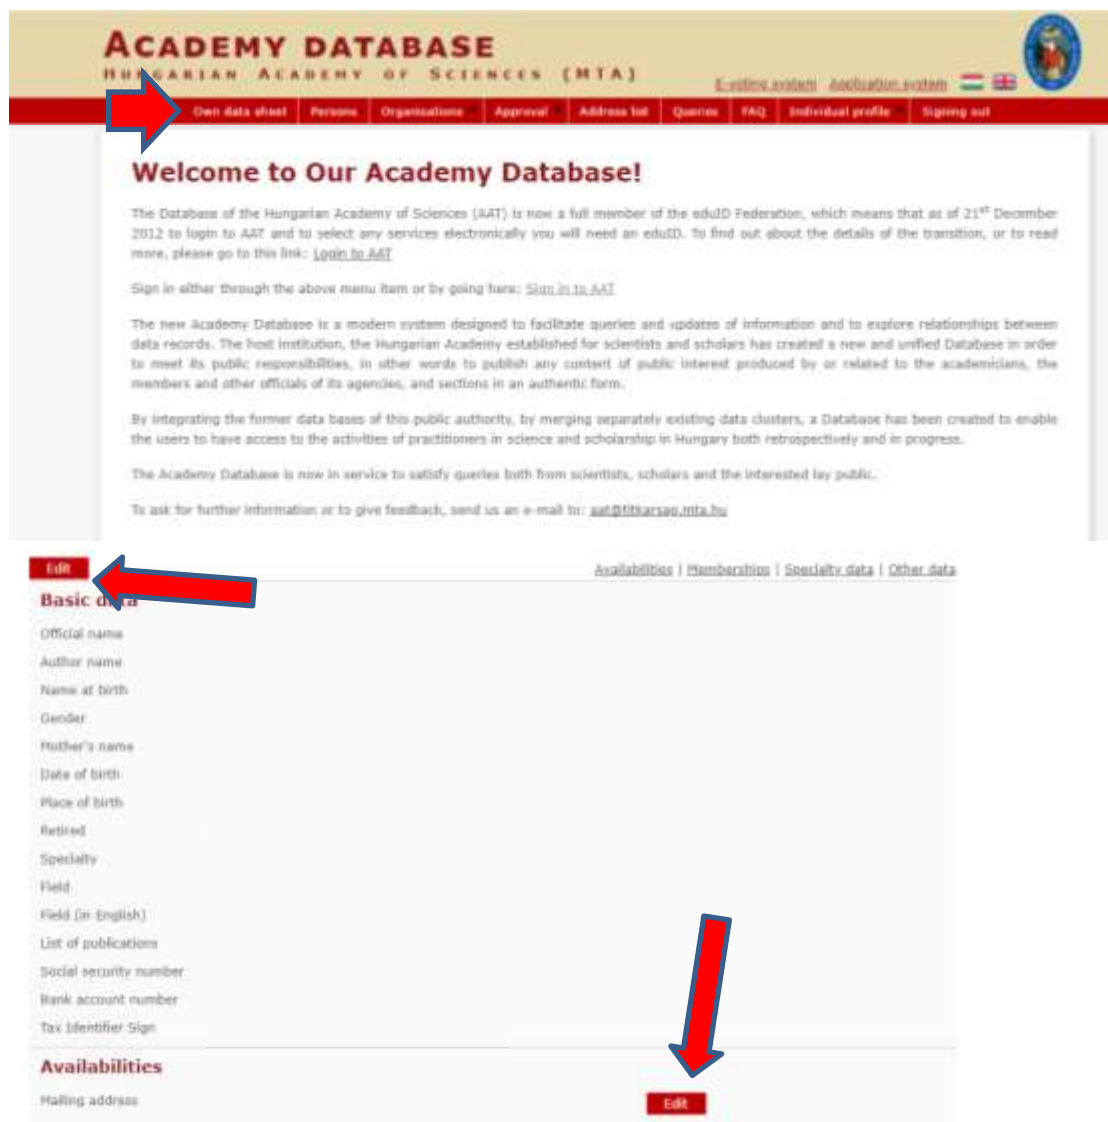 ACADEMY DATABASE
HUNGARIAN ACADEMY OF SCIENCES (MTA)
E-voting system Application system
Own data sheet Persons Organisations Approval Address list Queries FAQ Individual profile Signing out
Welcome to Our Academy Database!
The Database of the Hungarian Academy of Sciences (AAT) is now a full member of the eduID Federation, which means that as of 21st December
2012 to login to AAT and to select any services electronically you will need an eduID. To find out about the details of the transition, or to read
more, please go to this link: Login to AAT
Sign in either through the above menu item or by going here: Sign in to AAT
The new Academy Database is a modern system designed to facilitate queries and updates of information and to explore relationships between
data records. The host institution, the Hungarian Academy established for scientists and scholars has created a new and unified Database in order
to meet its public responsibilities, in other words to publish any content of public interest produced by or related to the academicians, the
members and other officials of its agencies, and sections in an authentic form.
By integrating the former data bases of this public authority, by merging separately existing data clusters, a Database has been created to enable
the users to have access to the activities of practitioners in science and scholarship in Hungary both retrospectively and in progress.
The Academy Database is now in service to satisfy queries both from scientists, scholars and the interested lay public.
To ask for further information or to give feedback, send us an e-mail to: aat@titkarsag.mta.hu
Edit
Availabilities | Memberships | Specialty data | Other data
Basic data
Official name
Author name
Name at birth
Gender
Mother's name
Date of birth
Place of birth
Retired
Specialty
Field
Field (in English)
List of publications
Social security number
Bank account number
Tax Identifier Sign
Availabilities
Mailing address
Edit